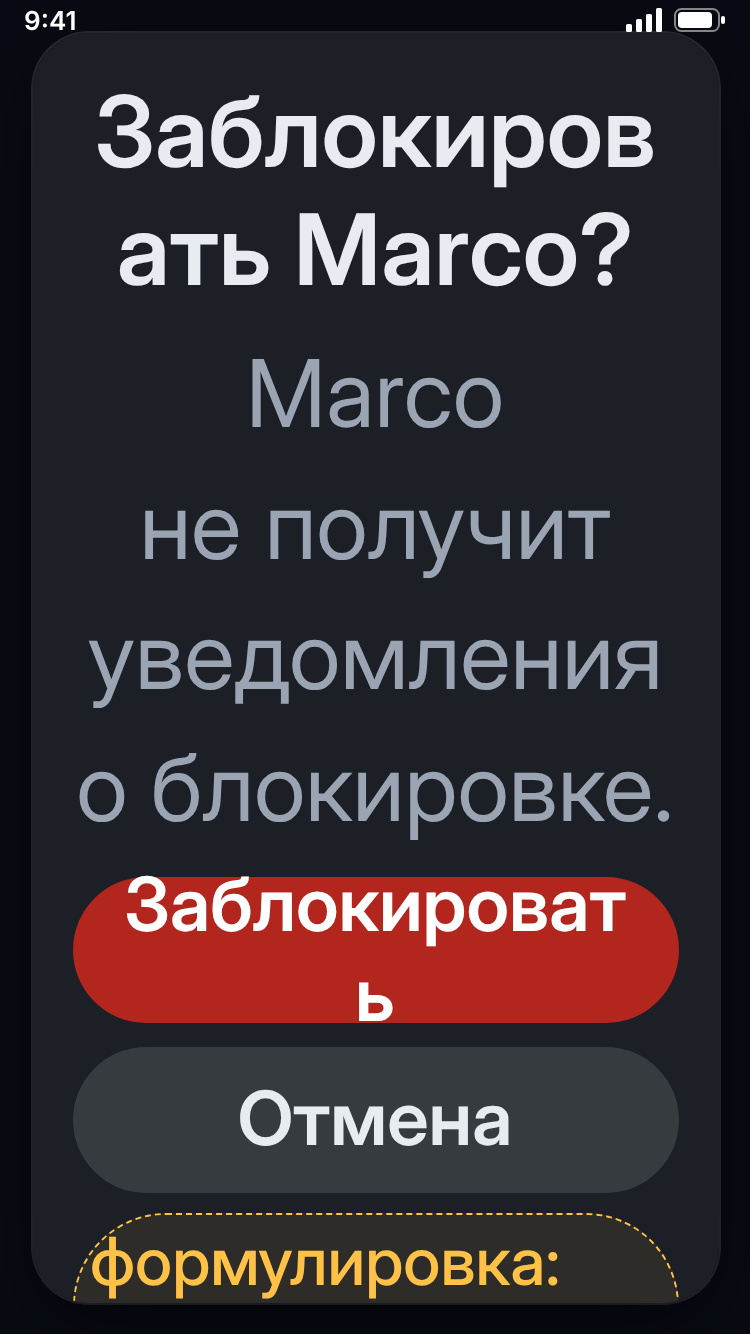 9:41
Заблокиров
ать Marco?
Marco
не получит
уведомления
о блокировке.
Заблокироват
ь
Отмена
формулировка: